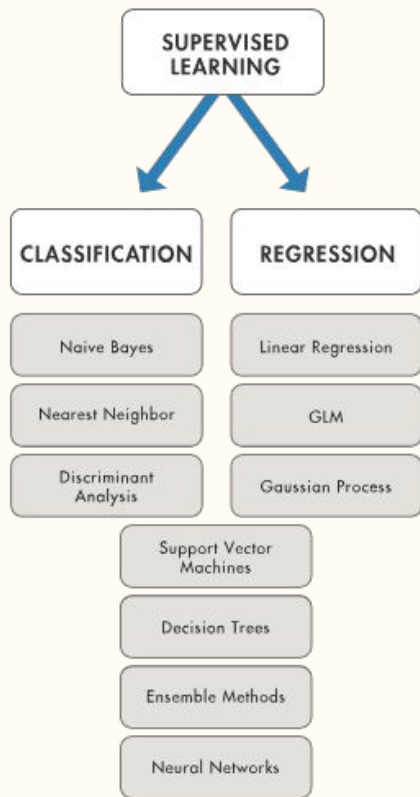 SUPERVISED
LEARNING
CLASSIFICATION
REGRESSION
Naive Bayes
Linear Regression
Nearest Neighbor
GLM
Discriminant
Analysis
Gaussian Process
Support Vector
Machines
Decision Trees
Ensemble Methods
Neural Networks